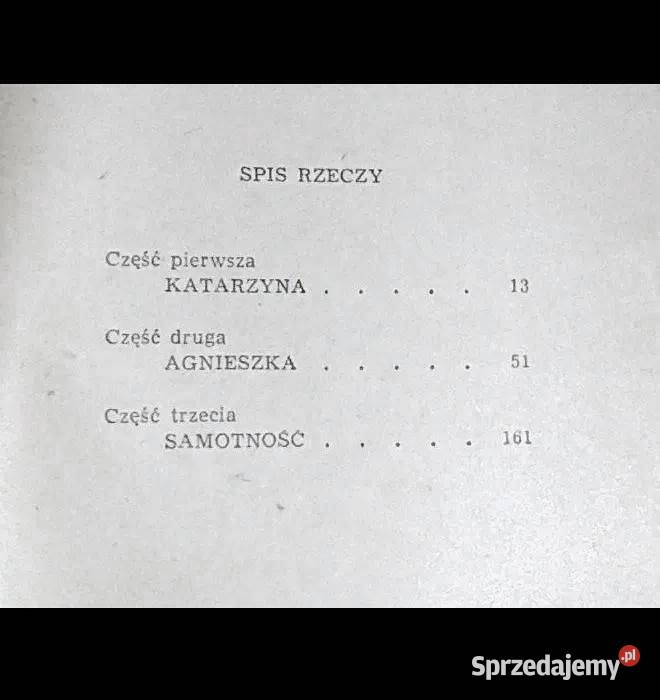 SPIS RZECZY
Część pierwsza
KATARZYNA . . . . . 13
Część druga
AGNIESZKA . . . . . 51
Część trzecia
SAMOTNOŚĆ . . . . . 161
Sprzedajemy.pl